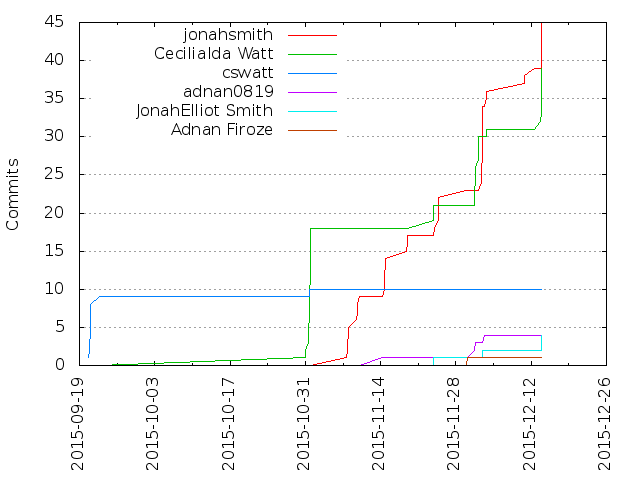 45
40
35
30
25
20
15
10
5
0
Commits
jonahsmith
CeciliaIda Watt
cswatt
adnan0819
JonahElliot Smith
Adnan Firoze
2015-09-19
2015-10-03
2015-10-17
2015-10-31
2015-11-14
2015-11-28
2015-12-12
2015-12-26